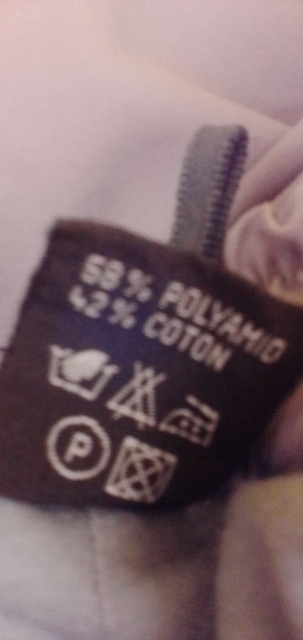 58% POLYAMID
42% COTON
P